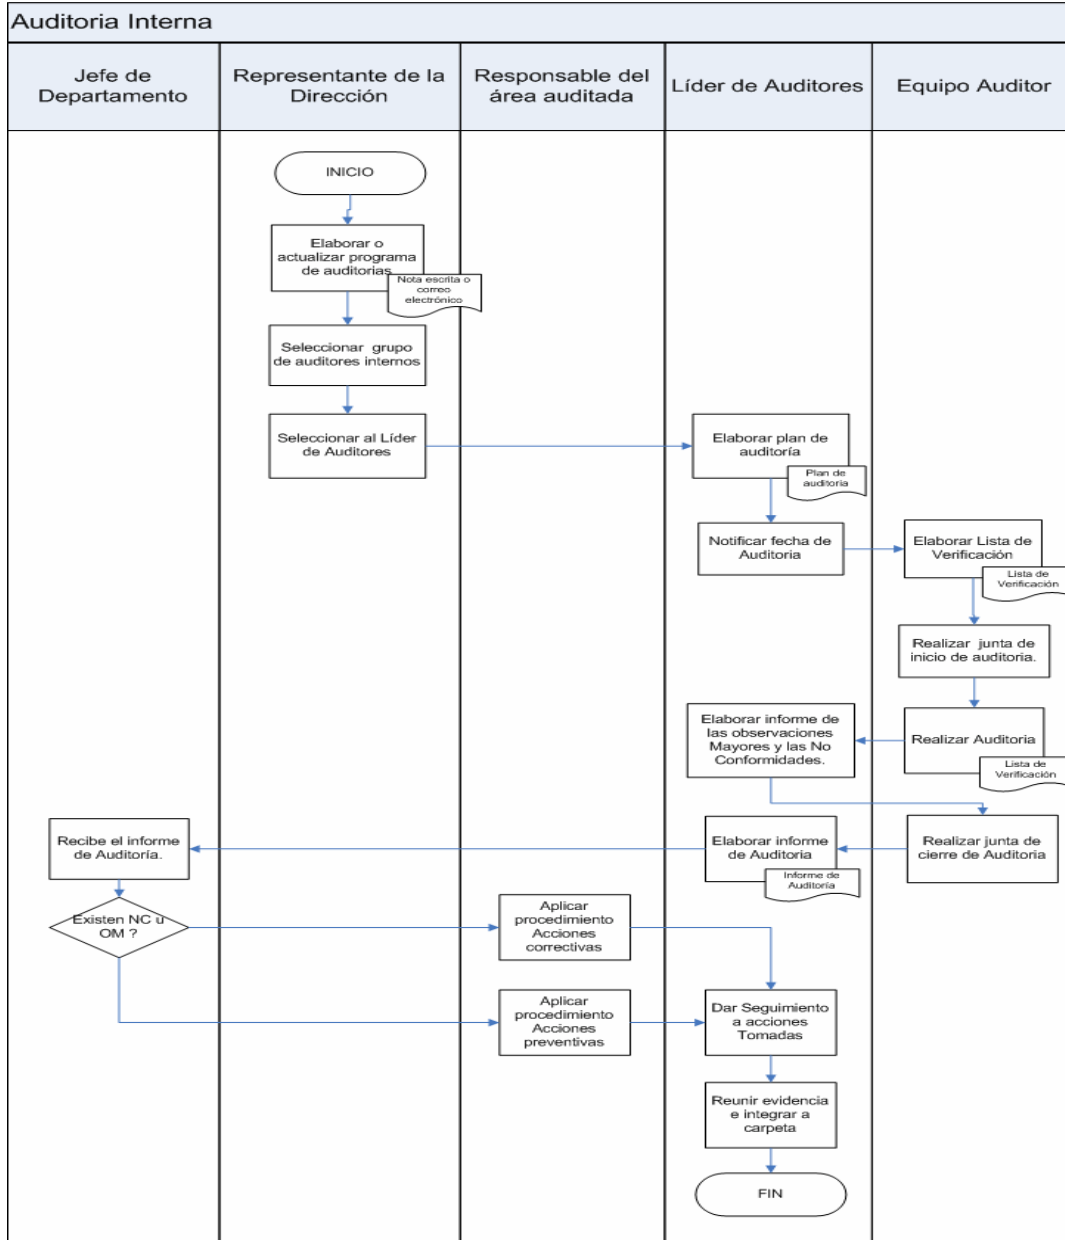 Auditoria Interna
Jefe de
Departamento
Representante de la
Dirección
Responsable del
área auditada
Líder de Auditores
Equipo Auditor
INICIO
Elaborar o
actualizar programa
de auditorias
Nota escrita o
correo
electrónico
Seleccionar grupo
de auditores internos
Seleccionar al Líder
de Auditores
Elaborar plan de
auditoría
Plan de
auditoria
Notificar fecha de
Auditoria
Elaborar Lista de
Verificación
Lista de
Verificación
Realizar junta de
inicio de auditoria.
Realizar Auditoria
Lista de
Verificación
Elaborar informe de
las observaciones
Mayores y las No
Conformidades.
Realizar junta de
cierre de Auditoria
Elaborar informe
de Auditoria
Informe de
Auditoría
Recibe el informe
de Auditoría.
Existen NC u
OM ?
Aplicar
procedimiento
Acciones
correctivas
Aplicar
procedimiento
Acciones
preventivas
Dar Seguimiento
a acciones
Tomadas
Reunir evidencia
e integrar a
carpeta
FIN